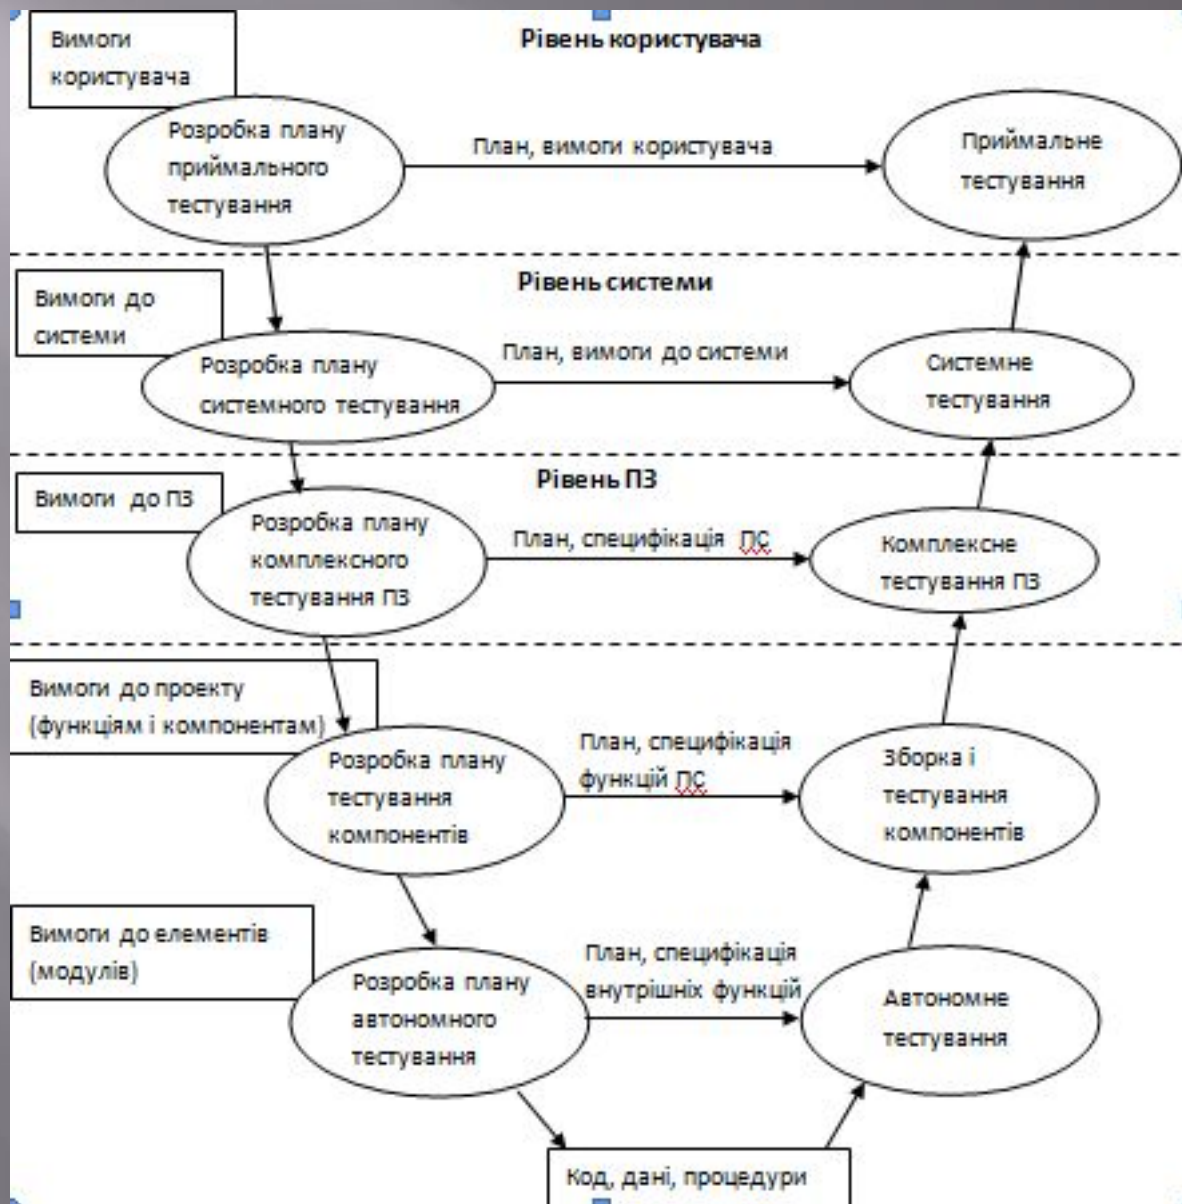 Вимоги
користувача
Рівень користувача
Розробка плану
приймального
тестування
План, вимоги користувача
Приймальне
тестування
Вимоги до
системи
Рівень системи
Розробка плану
системного тестування
План, вимоги до системи
Системне
тестування
Вимоги до ПЗ
Рівень ПЗ
Розробка плану
комплексного
тестування ПЗ
План, специфікація ПС
Комплексне
тестування ПЗ
Вимоги до проекту
(функціям і компонентам)
Розробка плану
тестування
компонентів
План, специфікація
функцій ПС
Зборка і
тестування
компонентів
Вимоги до елементів
(модулів)
Розробка плану
автономного
тестування
План, специфікація
внутрішніх функцій
Автономне
тестування
Код, дані, процедури